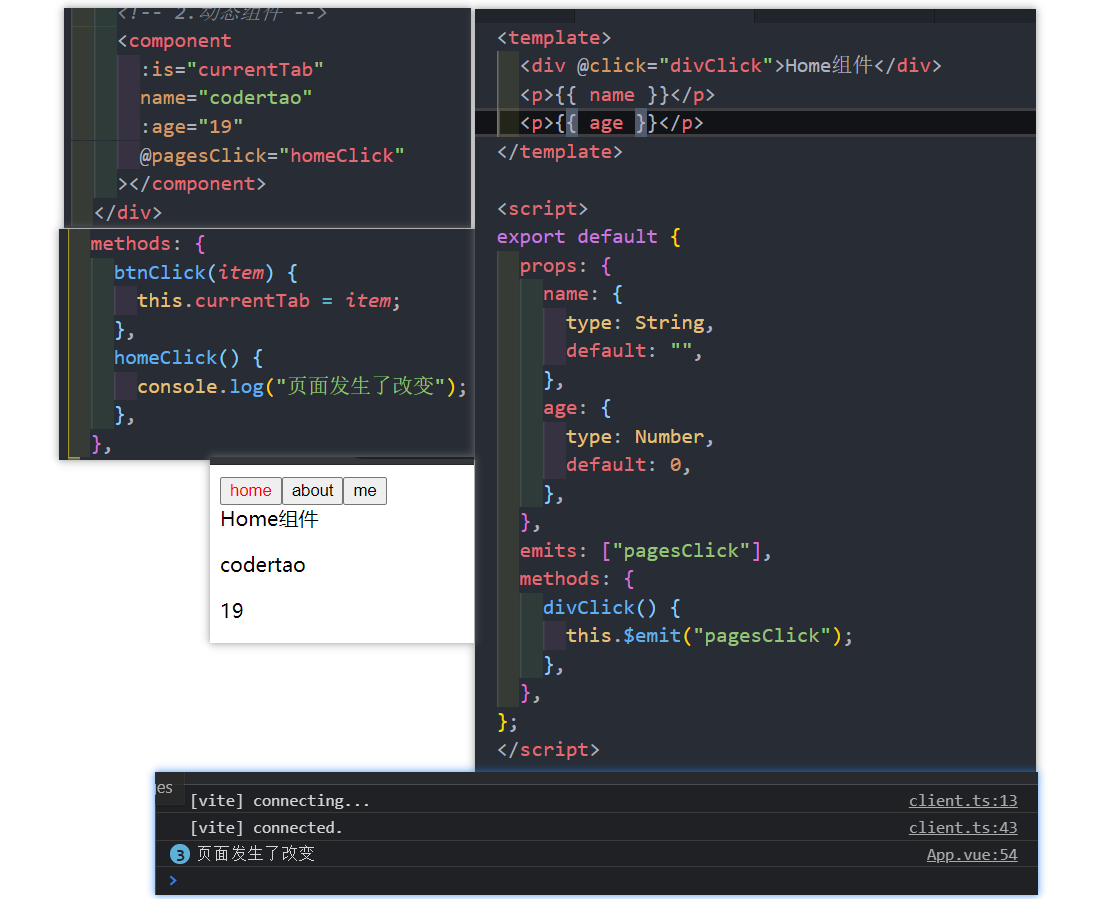 <!-- 2.动态组件 -->
<component
:is="currentTab"
name="codertao"
:age="19"
@pagesClick="homeClick"
></component>
</div>
methods: {
btnClick(item) {
this.currentTab = item;
},
homeClick() {
console.log("页面发生了改变");
},
},
home about me
Home组件
codertao
19
<template>
<div @click="divClick">Home组件</div>
<p>{{ name }}</p>
<p>{{ age }}</p>
</template>
<script>
export default {
props: {
name: {
type: String,
default: "",
},
age: {
type: Number,
default: 0,
},
},
emits: ["pagesClick"],
methods: {
divClick() {
this.$emit("pagesClick");
},
},
};
</script>
es
[vite] connecting... client.ts:13
[vite] connected. client.ts:43
3 页面发生了改变 App.vue:54
>